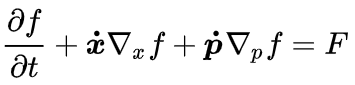 ∂f/∂t + ẋ∇ₓf + ṗ∇ₚf = F